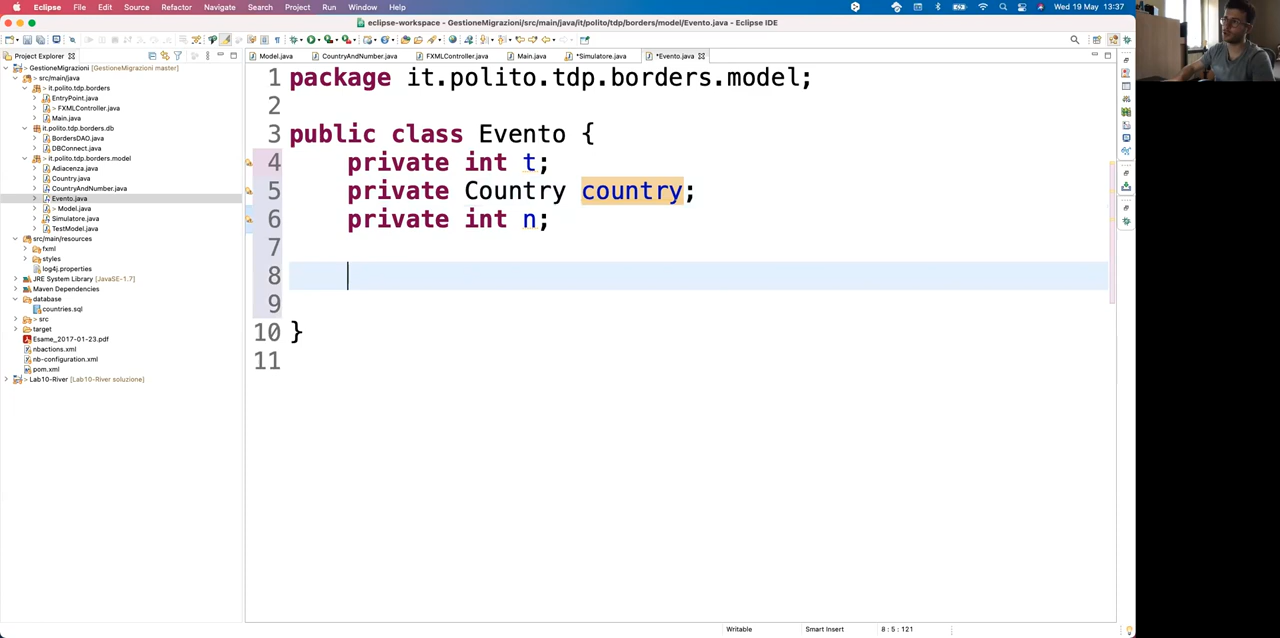 Eclipse File Edit Source Refactor Navigate Search Project Run Window Help Wed 19 May 13:37
eclipse-workspace - GestioneMigrazioni/src/main/java/it/polito/tdp/borders/model/Evento.java - Eclipse IDE
Project Explorer
GestioneMigrazioni [GestioneMigrazioni master]
> src/main/java
> it.polito.tdp.borders
EntryPoint.java
> FXMLController.java
Main.java
it.polito.tdp.borders.db
BordersDAO.java
DBConnect.java
> it.polito.tdp.borders.model
Adiacenza.java
Country.java
CountryAndNumber.java
Evento.java
> Model.java
Simulatore.java
TestModel.java
src/main/resources
fxml
styles
log4j.properties
JRE System Library [JavaSE-1.7]
Maven Dependencies
database
countries.sql
src
target
Esame_2017-01-23.pdf
nbactions.xml
nb-configuration.xml
pom.xml
> Lab10-River [Lab10-River soluzione]
Model.java CountryAndNumber.java FXMLController.java Main.java *Simulatore.java *Evento.java
1 package it.polito.tdp.borders.model;
2
3 public class Evento {
4 private int t;
5 private Country country;
6 private int n;
7
8
9
10 }
11
Writable Smart Insert 8 : 5 : 121